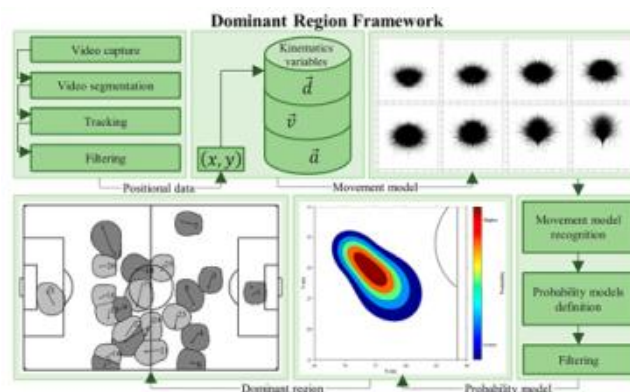 Dominant Region Framework
Video capture
Video segmentation
Tracking
Filtering
Kinematics
variables
d
v
a
(x, y)
Positional data
Movement model
Movement model
recognition
Probability models
definition
Filtering
Probability model
Dominant region